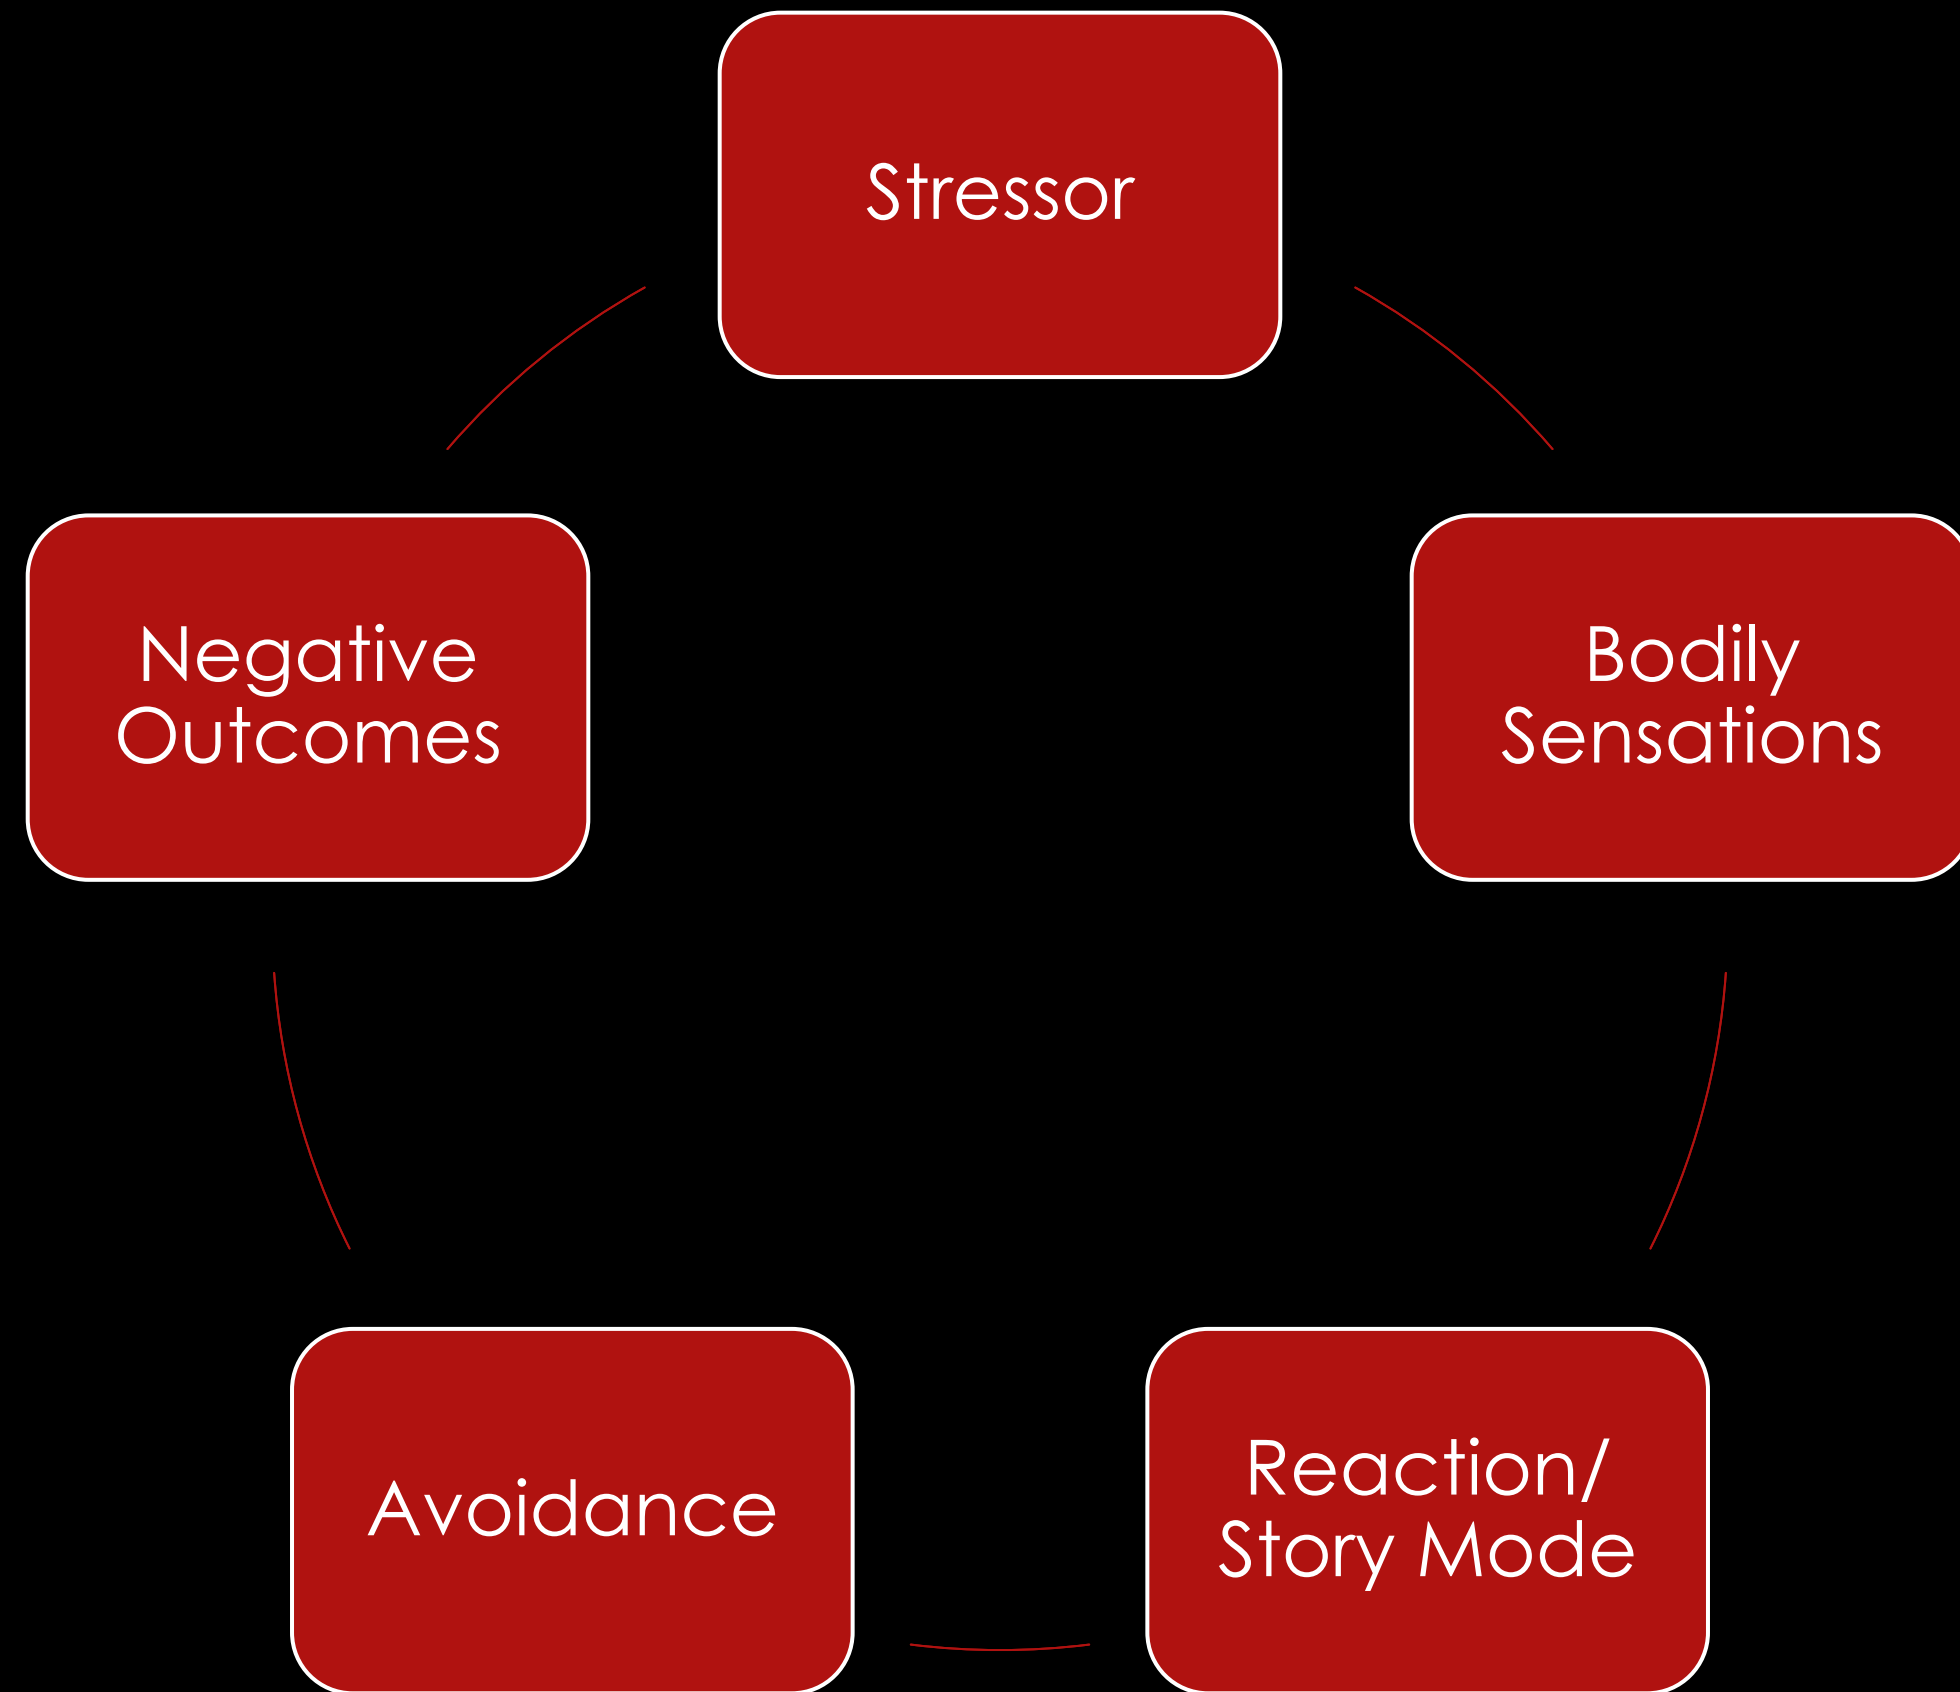 Stressor
Bodily
Sensations
Reaction/
Story Mode
Avoidance
Negative
Outcomes